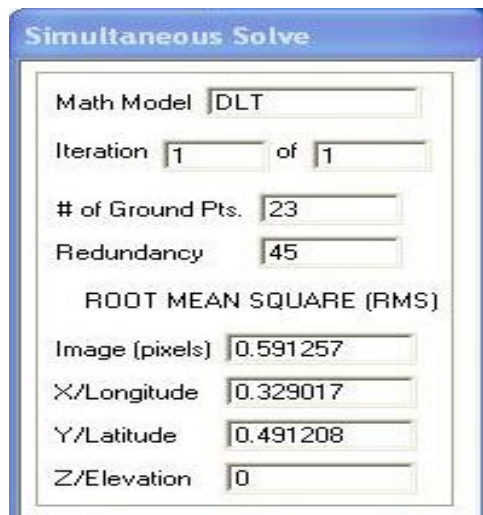 Simultaneous Solve
Math Model DLT
Iteration 1 of 1
# of Ground Pts. 23
Redundancy 45
ROOT MEAN SQUARE (RMS)
Image (pixels) 0.591257
X/Longitude 0.329017
Y/Latitude 0.491208
Z/Elevation 0